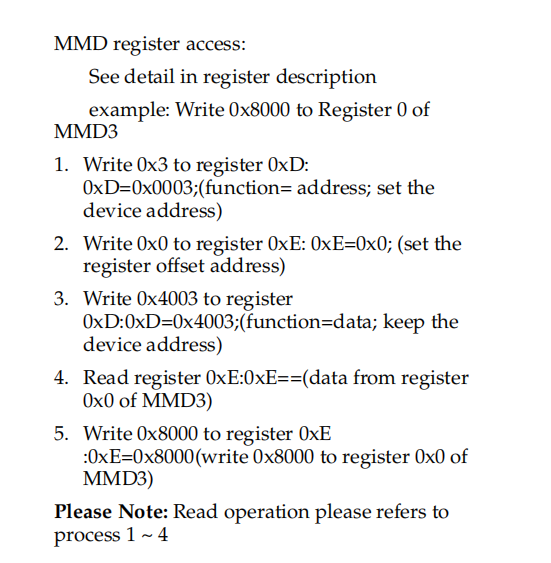 MMD register access:
See detail in register description
example: Write 0x8000 to Register 0 of
MMD3
1. Write 0x3 to register 0xD:
0xD=0x0003;(function= address; set the
device address)
2. Write 0x0 to register 0xE: 0xE=0x0; (set the
register offset address)
3. Write 0x4003 to register
0xD:0xD=0x4003;(function=data; keep the
device address)
4. Read register 0xE:0xE==(data from register
0x0 of MMD3)
5. Write 0x8000 to register 0xE
:0xE=0x8000(write 0x8000 to register 0x0 of
MMD3)
Please Note: Read operation please refers to
process 1 ~ 4